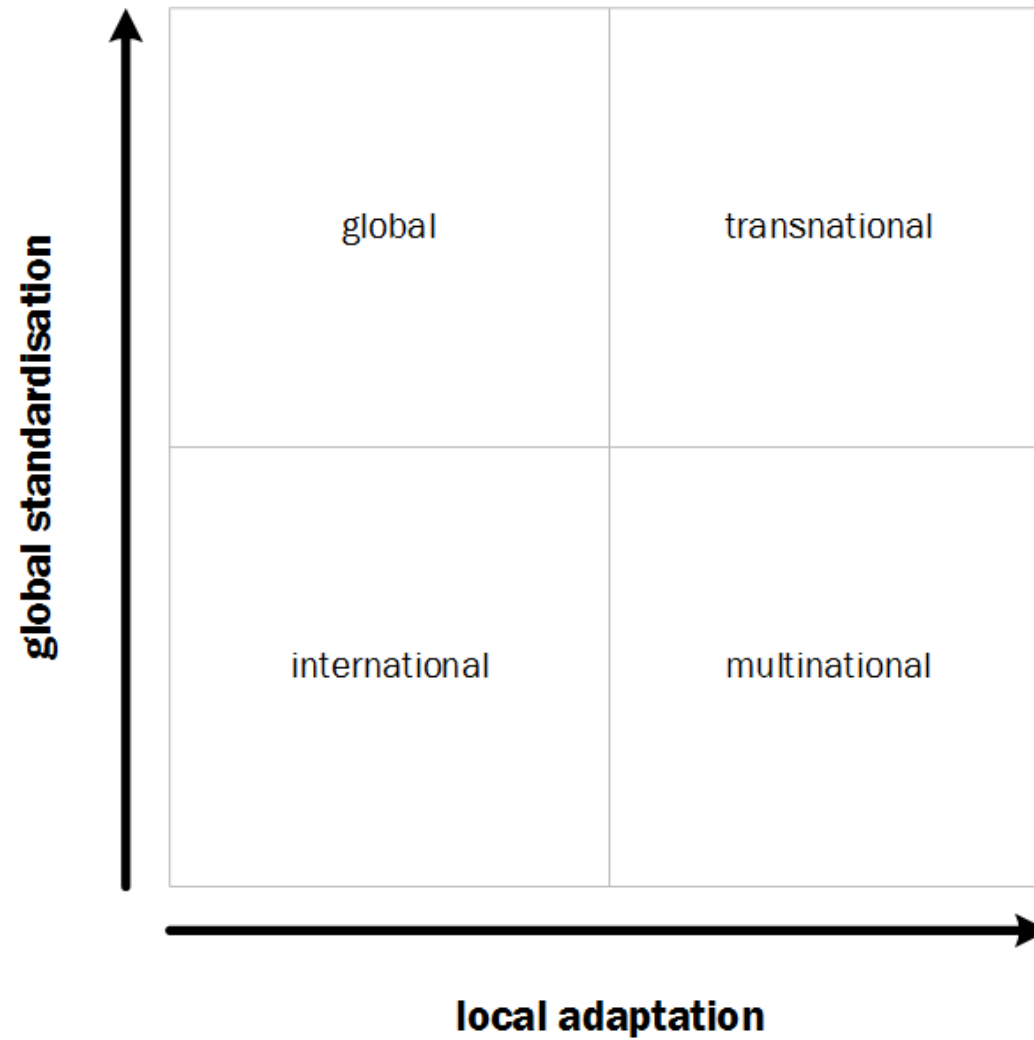 global standardisation
global
transnational
international
multinational
local adaptation